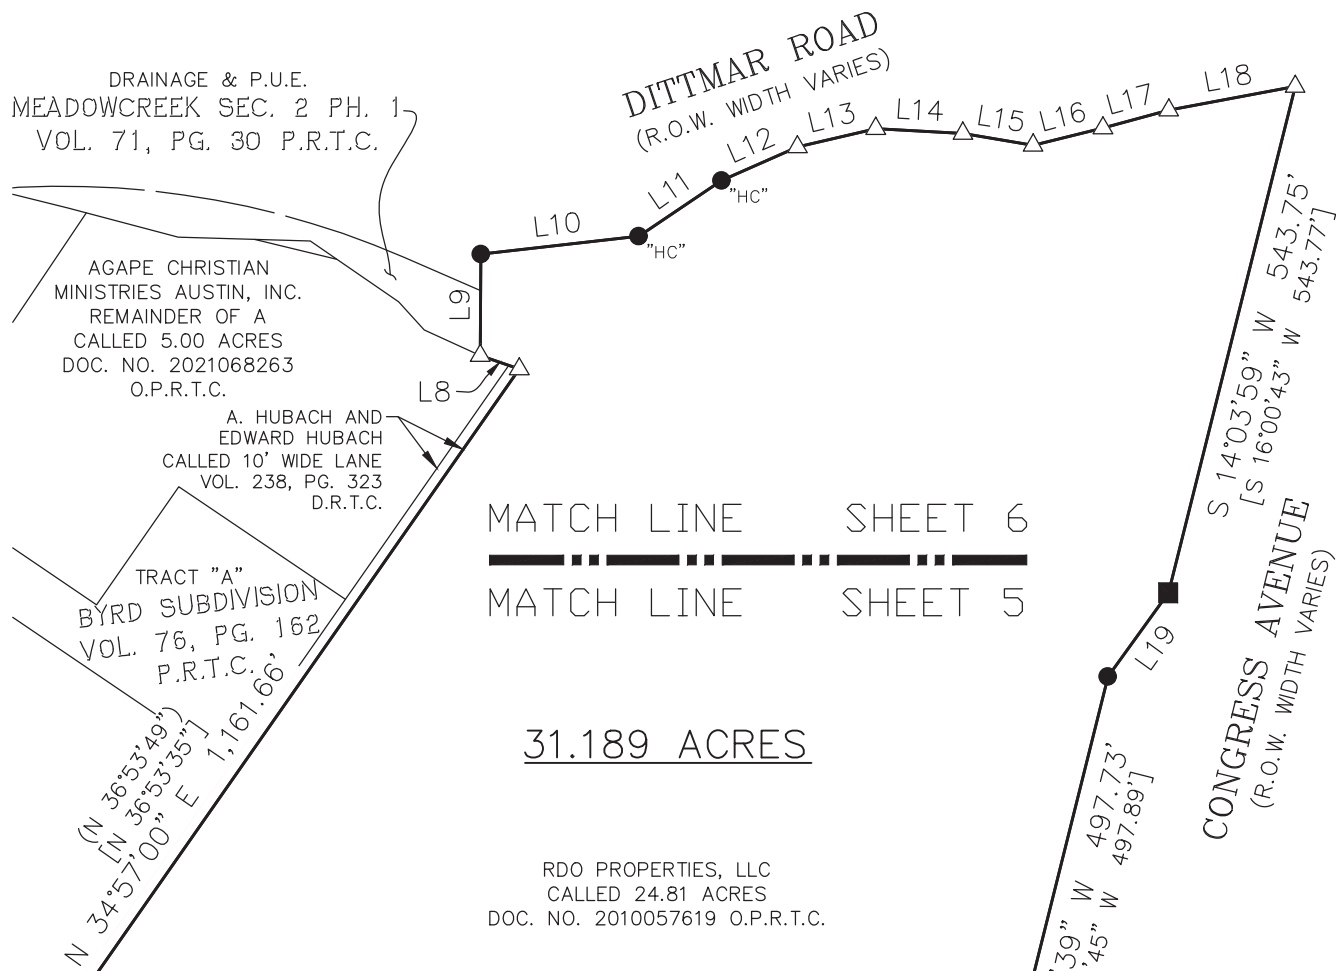 DRAINAGE & P.U.E.
MEADOWCREEK SEC. 2 PH. 1
VOL. 71, PG. 30 P.R.T.C.
DITTMAR ROAD
(R.O.W. WIDTH VARIES)
L8
L9
L10
L11
L12
L13
L14
L15
L16
L17
L18
"HC"
"HC"
AGAPE CHRISTIAN
MINISTRIES AUSTIN, INC.
REMAINDER OF A
CALLED 5.00 ACRES
DOC. NO. 2021068263
O.P.R.T.C.
A. HUBACH AND
EDWARD HUBACH
CALLED 10' WIDE LANE
VOL. 238, PG. 323
D.R.T.C.
S 14°03'59" W 543.75'
[S 16°00'43" W 543.77']
MATCH LINE SHEET 6
MATCH LINE SHEET 5
TRACT "A"
BYRD SUBDIVISION
VOL. 76, PG. 162
P.R.T.C.
L19
CONGRESS AVENUE
(R.O.W. WIDTH VARIES)
31.189 ACRES
(N 36°53'49")
[N 36°53'35"]
N 34°57'00" E 1,161.66'
RDO PROPERTIES, LLC
CALLED 24.81 ACRES
DOC. NO. 2010057619 O.P.R.T.C.
'39" W 497.73'
'45" W 497.89']